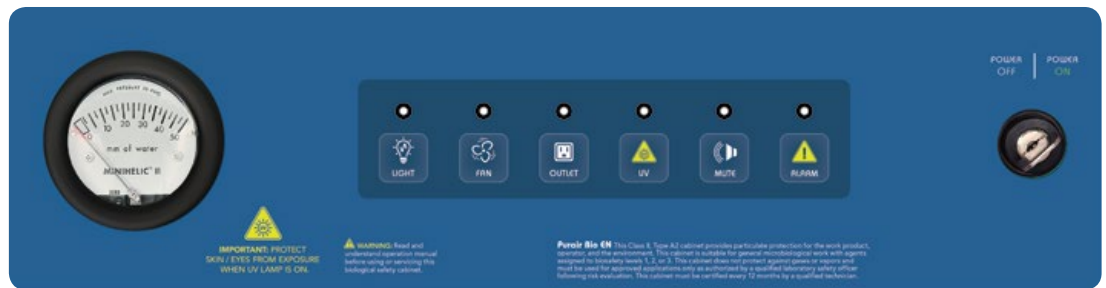 POWER OFF
POWER ON
MAX. PRESSURE 30 PSIG.
0 10 20 30 40 50
mm of water
MINIHELIC® II
LIGHT
FAN
OUTLET
UV
MUTE
ALARM
IMPORTANT: PROTECT
SKIN / EYES FROM EXPOSURE
WHEN UV LAMP IS ON.
WARNING: Read and
understand operation manual
before using or servicing this
biological safety cabinet.
Purair Bio EN This Class II, Type A2 cabinet provides particulate protection for the work product,
operator, and the environment. This cabinet is suitable for general microbiological work with agents
assigned to biosafety levels 1, 2, or 3. This cabinet does not protect against gases or vapors and
must be used for approved applications only as authorized by a qualified laboratory safety officer
following risk evaluation. This cabinet must be certified every 12 months by a qualified technician.